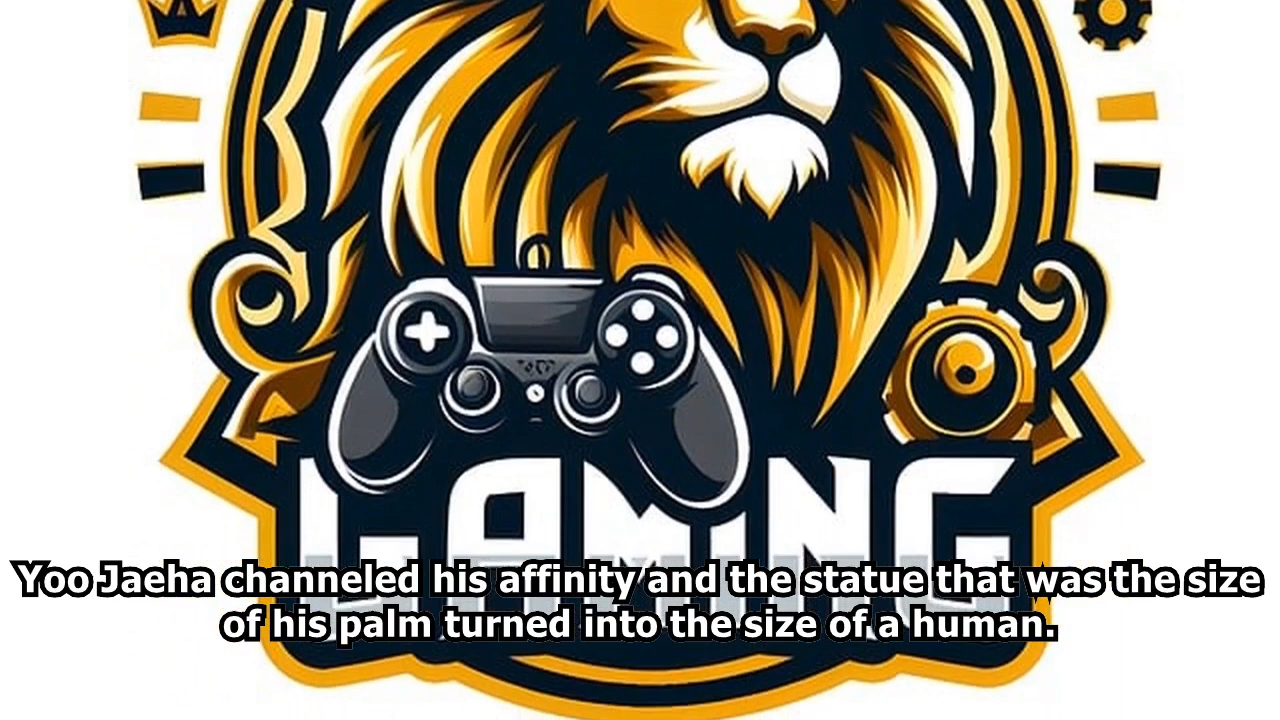 GAMING
Yoo Jaeha channeled his affinity and the statue that was the size
of his palm turned into the size of a human.